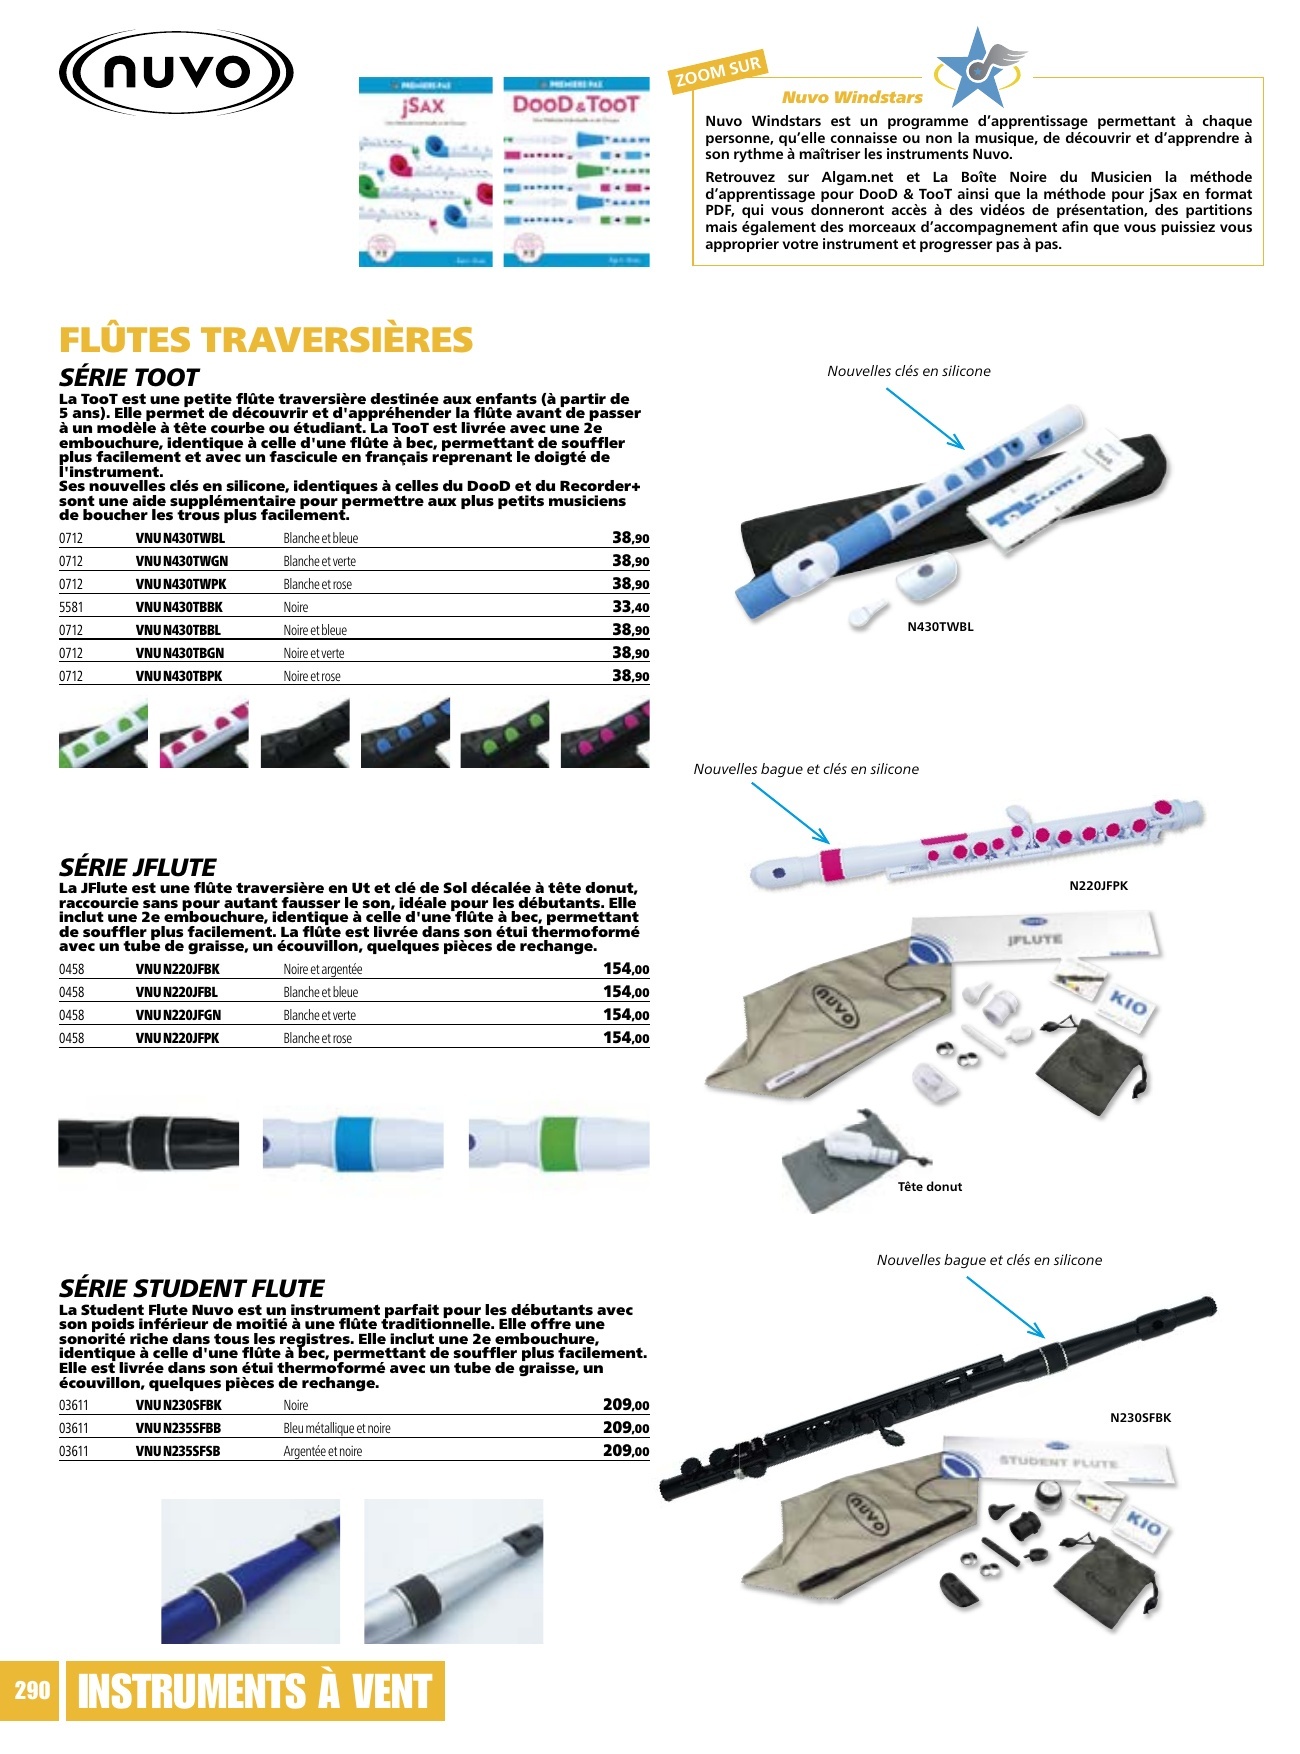 nuvo
PREMIERS PAS
jSAX
PREMIERS PAS
DOOD & TOOT
ZOOM SUR
Nuvo Windstars
Nuvo Windstars est un programme d'apprentissage permettant à chaque
personne, qu'elle connaisse ou non la musique, de découvrir et d'apprendre à
son rythme à maîtriser les instruments Nuvo.
Retrouvez sur Algam.net et La Boîte Noire du Musicien la méthode
d'apprentissage pour DooD & TooT ainsi que la méthode pour jSax en format
PDF, qui vous donneront accès à des vidéos de présentation, des partitions
mais également des morceaux d'accompagnement afin que vous puissiez vous
approprier votre instrument et progresser pas à pas.
FLÛTES TRAVERSIÈRES
SÉRIE TOOT
La TooT est une petite flûte traversière destinée aux enfants (à partir de
5 ans). Elle permet de découvrir et d'appréhender la flûte avant de passer
à un modèle à tête courbe ou étudiant. La TooT est livrée avec une 2e
embouchure, identique à celle d'une flûte à bec, permettant de souffler
plus facilement et avec un fascicule en français reprenant le doigté de
l'instrument.
Ses nouvelles clés en silicone, identiques à celles du DooD et du Recorder+
sont une aide supplémentaire pour permettre aux plus petits musiciens
de boucher les trous plus facilement.
0712 VNU N430TWBL Blanche et bleue 38,90
0712 VNU N430TWGN Blanche et verte 38,90
0712 VNU N430TWPK Blanche et rose 38,90
5581 VNU N430TBBK Noire 33,40
0712 VNU N430TBBL Noire et bleue 38,90
0712 VNU N430TBGN Noire et verte 38,90
0712 VNU N430TBPK Noire et rose 38,90
Nouvelles clés en silicone
TooT
N430TWBL
SÉRIE JFLUTE
La JFlute est une flûte traversière en Ut et clé de Sol décalée à tête donut,
raccourcie sans pour autant fausser le son, idéale pour les débutants. Elle
inclut une 2e embouchure, identique à celle d'une flûte à bec, permettant
de souffler plus facilement. La flûte est livrée dans son étui thermoformé
avec un tube de graisse, un écouvillon, quelques pièces de rechange.
0458 VNU N220JFBK Noire et argentée 154,00
0458 VNU N220JFBL Blanche et bleue 154,00
0458 VNU N220JFGN Blanche et verte 154,00
0458 VNU N220JFPK Blanche et rose 154,00
Nouvelles bague et clés en silicone
N220JFPK
jFLUTE
nuvo
KIO
Tête donut
SÉRIE STUDENT FLUTE
La Student Flute Nuvo est un instrument parfait pour les débutants avec
son poids inférieur de moitié à une flûte traditionnelle. Elle offre une
sonorité riche dans tous les registres. Elle inclut une 2e embouchure,
identique à celle d'une flûte à bec, permettant de souffler plus facilement.
Elle est livrée dans son étui thermoformé avec un tube de graisse, un
écouvillon, quelques pièces de rechange.
03611 VNU N230SFBK Noire 209,00
03611 VNU N235SFBB Bleu métallique et noire 209,00
03611 VNU N235SFSB Argentée et noire 209,00
Nouvelles bague et clés en silicone
N230SFBK
STUDENT FLUTE
nuvo
KIO
290 INSTRUMENTS À VENT